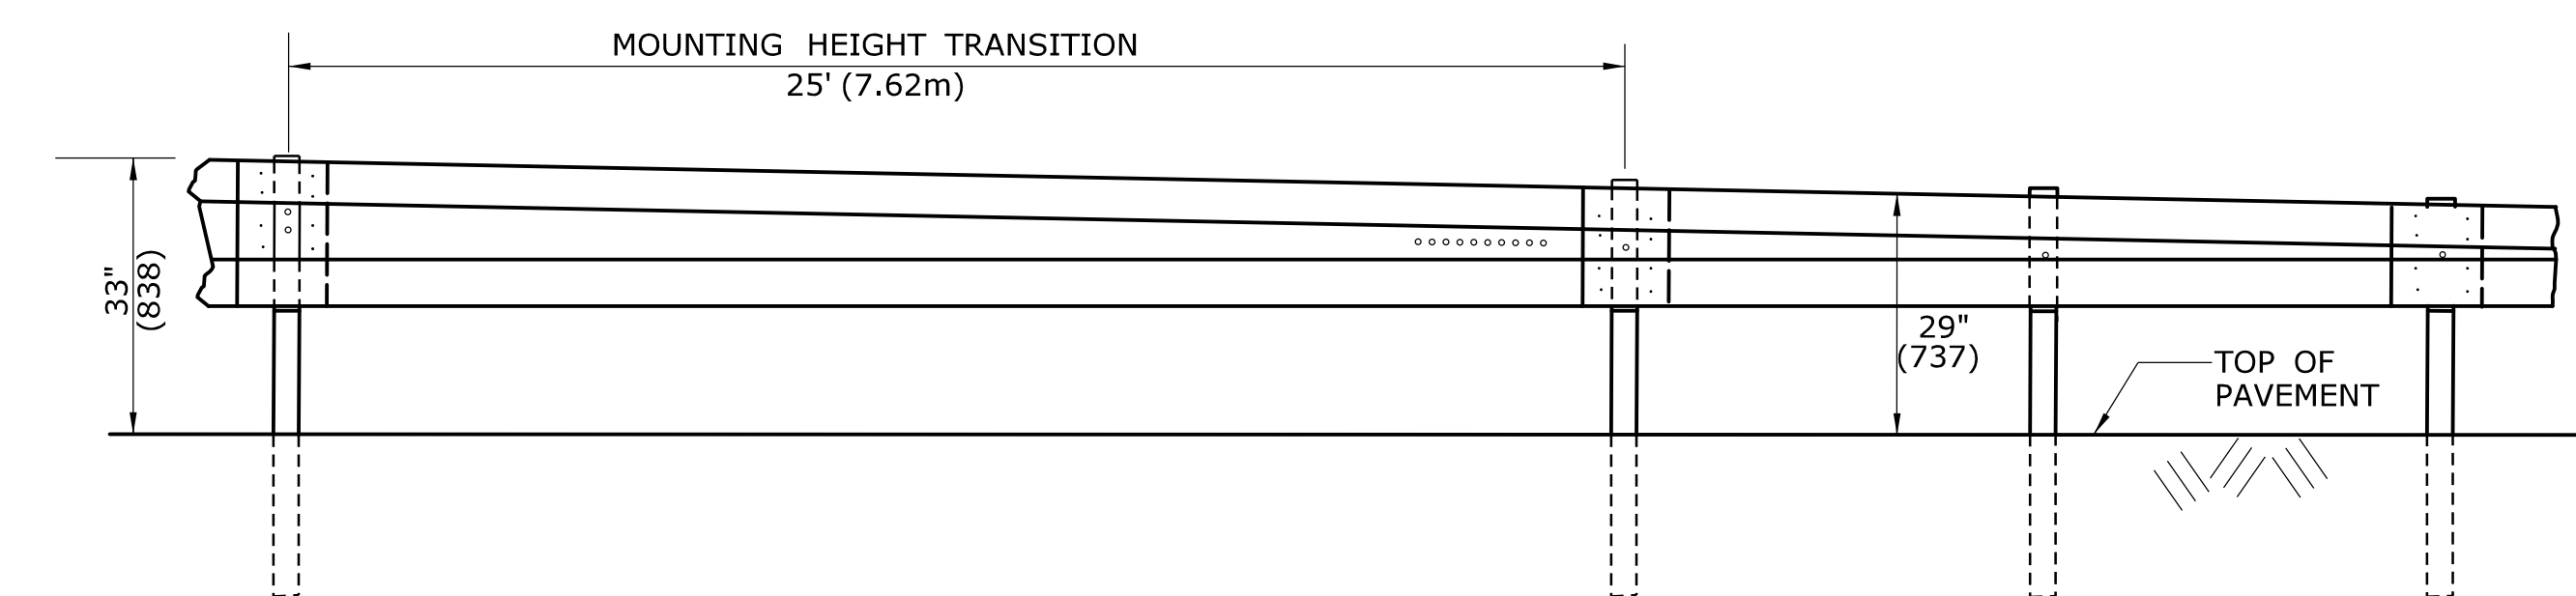 MOUNTING HEIGHT TRANSITION
25' (7.62m)
33"
(838)
29"
(737)
TOP OF
PAVEMENT